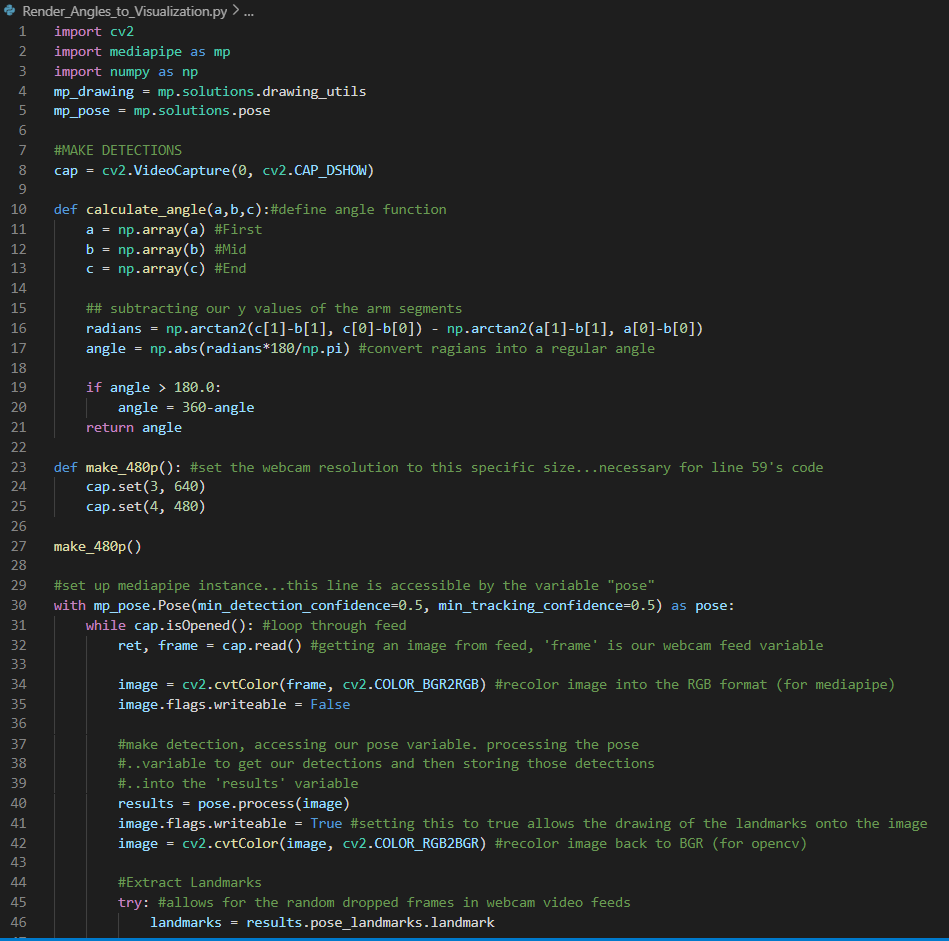 Render_Angles_to_Visualization.py > ...
1 import cv2
2 import mediapipe as mp
3 import numpy as np
4 mp_drawing = mp.solutions.drawing_utils
5 mp_pose = mp.solutions.pose
6
7 #MAKE DETECTIONS
8 cap = cv2.VideoCapture(0, cv2.CAP_DSHOW)
9
10 def calculate_angle(a,b,c):#define angle function
11     a = np.array(a) #First
12     b = np.array(b) #Mid
13     c = np.array(c) #End
14
15     ## subtracting our y values of the arm segments
16     radians = np.arctan2(c[1]-b[1], c[0]-b[0]) - np.arctan2(a[1]-b[1], a[0]-b[0])
17     angle = np.abs(radians*180/np.pi) #convert ragians into a regular angle
18
19     if angle > 180.0:
20         angle = 360-angle
21     return angle
22
23 def make_480p(): #set the webcam resolution to this specific size...necessary for line 59's code
24     cap.set(3, 640)
25     cap.set(4, 480)
26
27 make_480p()
28
29 #set up mediapipe instance...this line is accessible by the variable "pose"
30 with mp_pose.Pose(min_detection_confidence=0.5, min_tracking_confidence=0.5) as pose:
31     while cap.isOpened(): #loop through feed
32         ret, frame = cap.read() #getting an image from feed, 'frame' is our webcam feed variable
33
34         image = cv2.cvtColor(frame, cv2.COLOR_BGR2RGB) #recolor image into the RGB format (for mediapipe)
35         image.flags.writeable = False
36
37         #make detection, accessing our pose variable. processing the pose
38         #..variable to get our detections and then storing those detections
39         #..into the 'results' variable
40         results = pose.process(image)
41         image.flags.writeable = True #setting this to true allows the drawing of the landmarks onto the image
42         image = cv2.cvtColor(image, cv2.COLOR_RGB2BGR) #recolor image back to BGR (for opencv)
43
44         #Extract Landmarks
45         try: #allows for the random dropped frames in webcam video feeds
46             landmarks = results.pose_landmarks.landmark